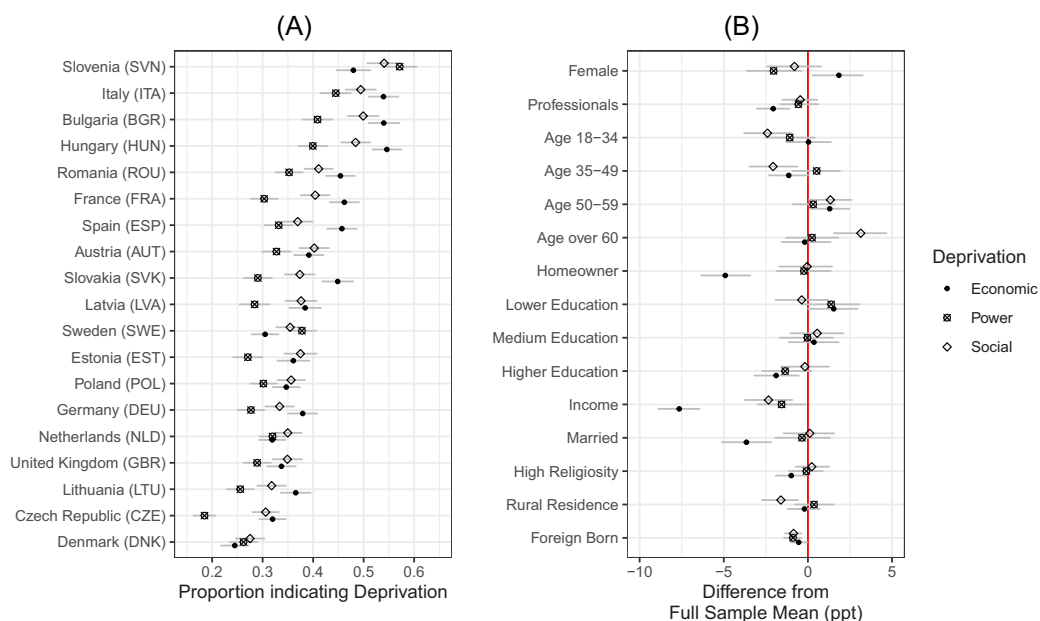 (A)
Slovenia (SVN)
Italy (ITA)
Bulgaria (BGR)
Hungary (HUN)
Romania (ROU)
France (FRA)
Spain (ESP)
Austria (AUT)
Slovakia (SVK)
Latvia (LVA)
Sweden (SWE)
Estonia (EST)
Poland (POL)
Germany (DEU)
Netherlands (NLD)
United Kingdom (GBR)
Lithuania (LTU)
Czech Republic (CZE)
Denmark (DNK)
0.2 0.3 0.4 0.5 0.6
Proportion indicating Deprivation
(B)
Female
Professionals
Age 18−34
Age 35−49
Age 50−59
Age over 60
Homeowner
Lower Education
Medium Education
Higher Education
Income
Married
High Religiosity
Rural Residence
Foreign Born
−10 −5 0 5
Difference from
Full Sample Mean (ppt)
Deprivation
Economic
Power
Social